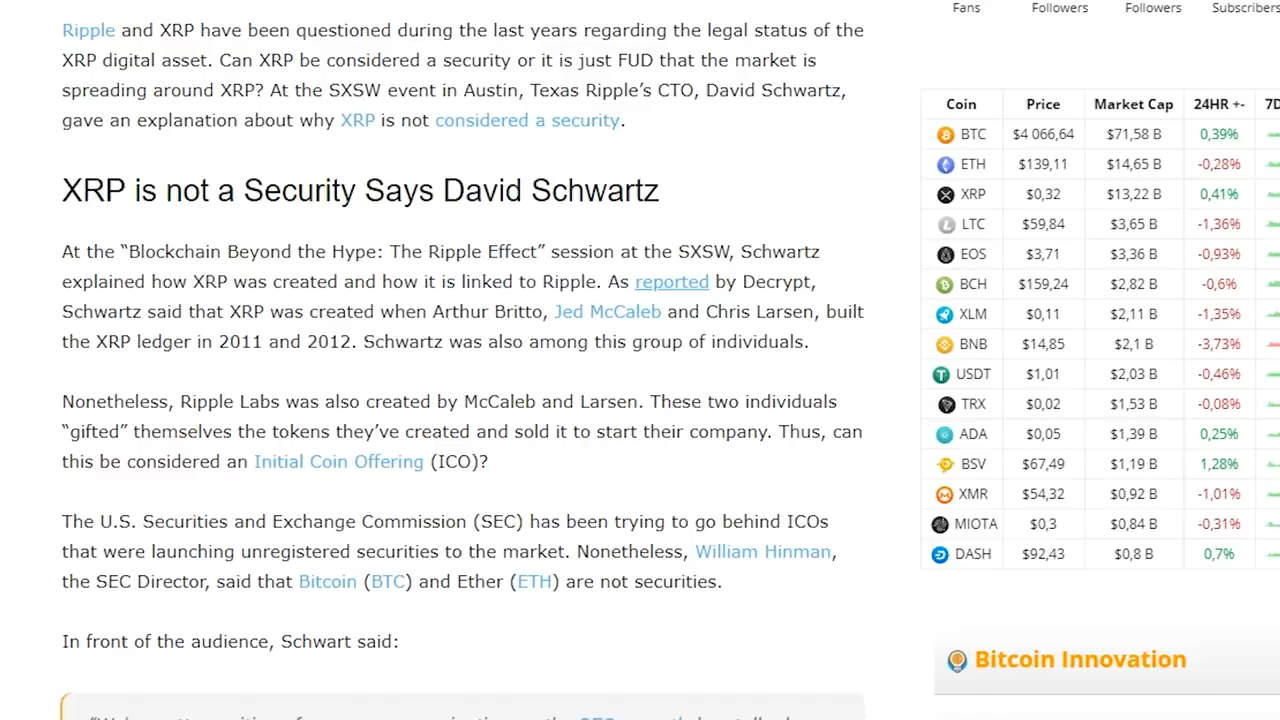 Ripple and XRP have been questioned during the last years regarding the legal status of the
XRP digital asset. Can XRP be considered a security or it is just FUD that the market is
spreading around XRP? At the SXSW event in Austin, Texas Ripple’s CTO, David Schwartz,
gave an explanation about why XRP is not considered a security.
XRP is not a Security Says David Schwartz
At the “Blockchain Beyond the Hype: The Ripple Effect” session at the SXSW, Schwartz
explained how XRP was created and how it is linked to Ripple. As reported by Decrypt,
Schwartz said that XRP was created when Arthur Britto, Jed McCaleb and Chris Larsen, built
the XRP ledger in 2011 and 2012. Schwartz was also among this group of individuals.
Nonetheless, Ripple Labs was also created by McCaleb and Larsen. These two individuals
“gifted” themselves the tokens they’ve created and sold it to start their company. Thus, can
this be considered an Initial Coin Offering (ICO)?
The U.S. Securities and Exchange Commission (SEC) has been trying to go behind ICOs
that were launching unregistered securities to the market. Nonetheless, William Hinman,
the SEC Director, said that Bitcoin (BTC) and Ether (ETH) are not securities.
In front of the audience, Schwart said:
Fans Followers Followers Subscribers
Coin Price Market Cap 24HR +- 7D
BTC $4 066,64 $71,58 B 0,39%
ETH $139,11 $14,65 B -0,28%
XRP $0,32 $13,22 B 0,41%
LTC $59,84 $3,65 B -1,36%
EOS $3,71 $3,36 B -0,93%
BCH $159,24 $2,82 B -0,6%
XLM $0,11 $2,11 B -1,35%
BNB $14,85 $2,1 B -3,73%
USDT $1,01 $2,03 B -0,46%
TRX $0,02 $1,53 B -0,08%
ADA $0,05 $1,39 B 0,25%
BSV $67,49 $1,19 B 1,28%
XMR $54,32 $0,92 B -1,01%
MIOTA $0,3 $0,84 B -0,31%
DASH $92,43 $0,8 B 0,7%
Bitcoin Innovation